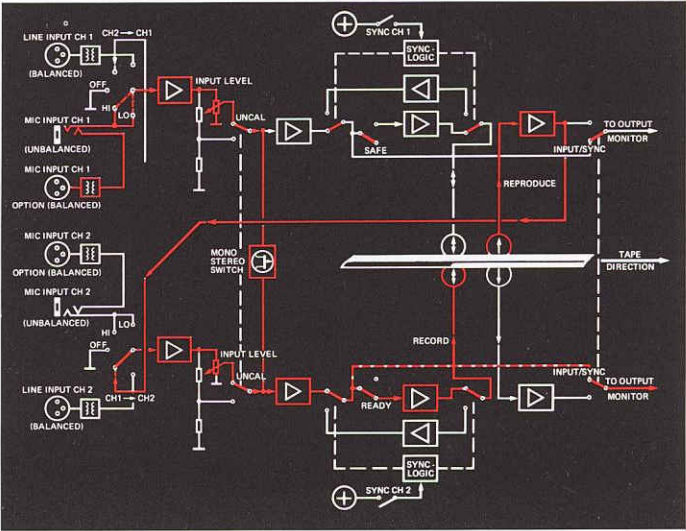 LINE INPUT CH 1
(BALANCED)
CH2 → CH1
OFF
HI
LO
MIC INPUT CH 1
(UNBALANCED)
MIC INPUT CH 1
OPTION (BALANCED)
INPUT LEVEL
UNCAL
SYNC CH 1
SYNC-
LOGIC
SAFE
TO OUTPUT
MONITOR
INPUT/SYNC
REPRODUCE
MONO
STEREO
SWITCH
TAPE
DIRECTION
MIC INPUT CH 2
OPTION (BALANCED)
MIC INPUT CH 2
(UNBALANCED)
LO
HI
OFF
LINE INPUT CH 2
(BALANCED)
CH1 → CH2
INPUT LEVEL
UNCAL
RECORD
READY
INPUT/SYNC
TO OUTPUT
MONITOR
SYNC-
LOGIC
SYNC CH 2